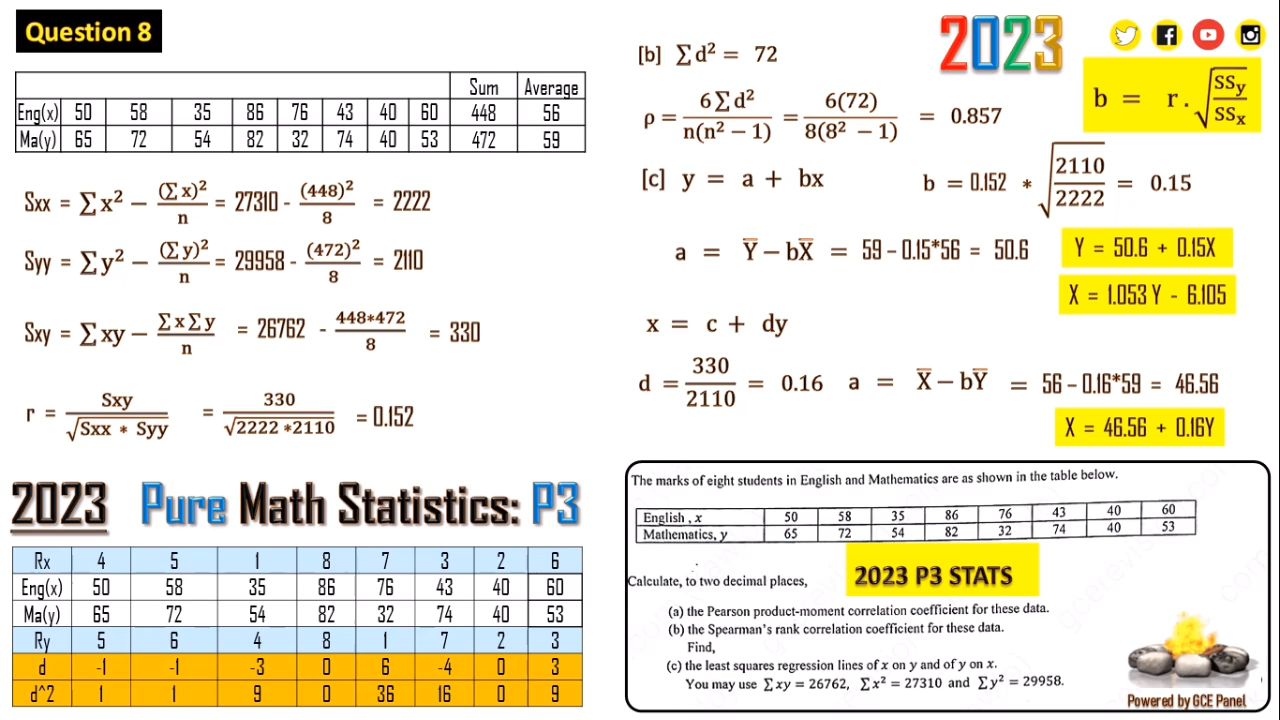 Question 8
Sum Average
Eng(x) 50 58 35 86 76 43 40 60 448 56
Ma(y) 65 72 54 82 32 74 40 53 472 59
Sxx = ∑x² − (∑x)²/n = 27310 - (448)²/8 = 2222
Syy = ∑y² − (∑y)²/n = 29958 - (472)²/8 = 2110
Sxy = ∑xy − ∑x∑y/n = 26762 - 448*472/8 = 330
r = Sxy/√(Sxx * Syy) = 330/√(2222 *2110) = 0.152
2023 Pure Math Statistics: P3
Rx 4 5 1 8 7 3 2 6
Eng(x) 50 58 35 86 76 43 40 60
Ma(y) 65 72 54 82 32 74 40 53
Ry 5 6 4 8 1 7 2 3
d -1 -1 -3 0 6 -4 0 3
d^2 1 1 9 0 36 16 0 9
2023
[b] ∑d² = 72
ρ = 6∑d²/n(n² − 1) = 6(72)/8(8² − 1) = 0.857
b = r.√(SSy/SSx)
[c] y = a + bx
b = 0.152 * √(2110/2222) = 0.15
a = Y̅ − bX̅ = 59 – 0.15*56 = 50.6
Y = 50.6 + 0.15X
X = 1.053 Y - 6.105
x = c + dy
d = 330/2110 = 0.16 a = X̅ − bY̅ = 56 – 0.16*59 = 46.56
X = 46.56 + 0.16Y
The marks of eight students in English and Mathematics are as shown in the table below.
English , x 50 58 35 86 76 43 40 60
Mathematics, y 65 72 54 82 32 74 40 53
Calculate, to two decimal places,
2023 P3 STATS
(a) the Pearson product-moment correlation coefficient for these data.
(b) the Spearman's rank correlation coefficient for these data.
Find,
(c) the least squares regression lines of x on y and of y on x.
You may use ∑xy = 26762, ∑x² = 27310 and ∑y² = 29958.
Powered by GCE Panel